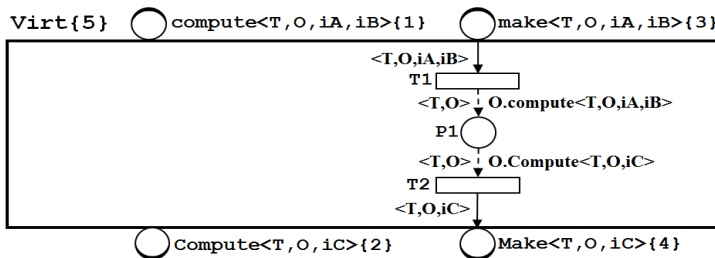 Virt{5} compute<T,O,iA,iB>{1} make<T,O,iA,iB>{3}
<T,O,iA,iB>
T1
<T,O> O.compute<T,O,iA,iB>
P1
<T,O> O.Compute<T,O,iC>
T2
<T,O,iC>
Compute<T,O,iC>{2} Make<T,O,iC>{4}